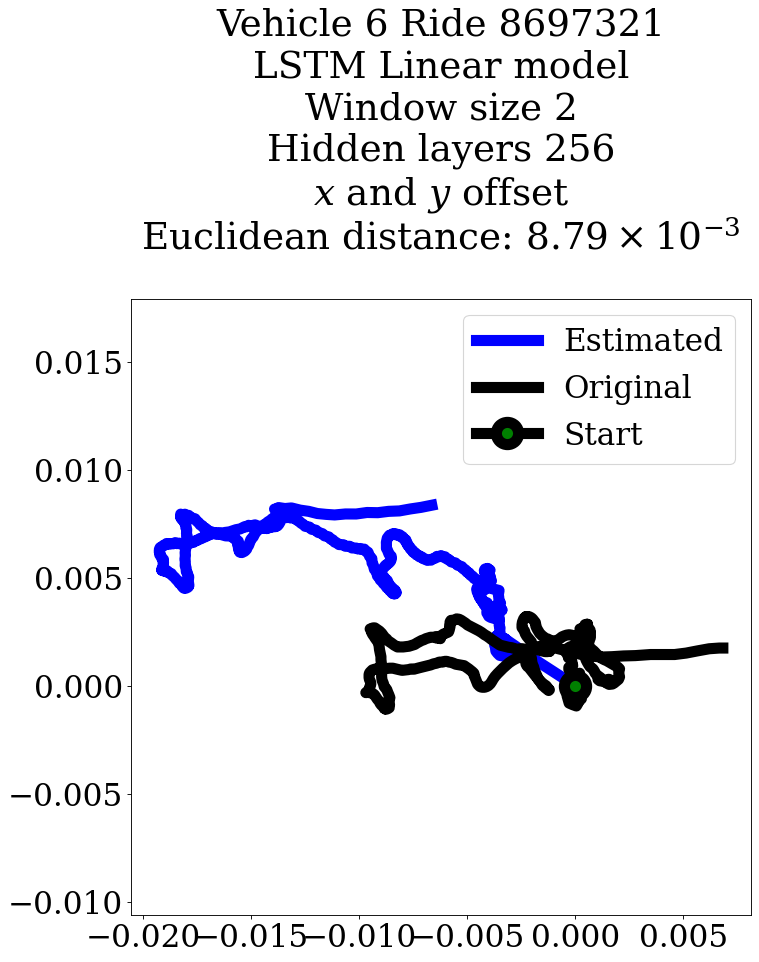 Vehicle 6 Ride 8697321
LSTM Linear model
Window size 2
Hidden layers 256
x and y offset
Euclidean distance: 8.79 × 10⁻³
Estimated
Original
Start
0.015
0.010
0.005
0.000
−0.005
−0.010
−0.020 −0.015 −0.010 −0.005 0.000 0.005